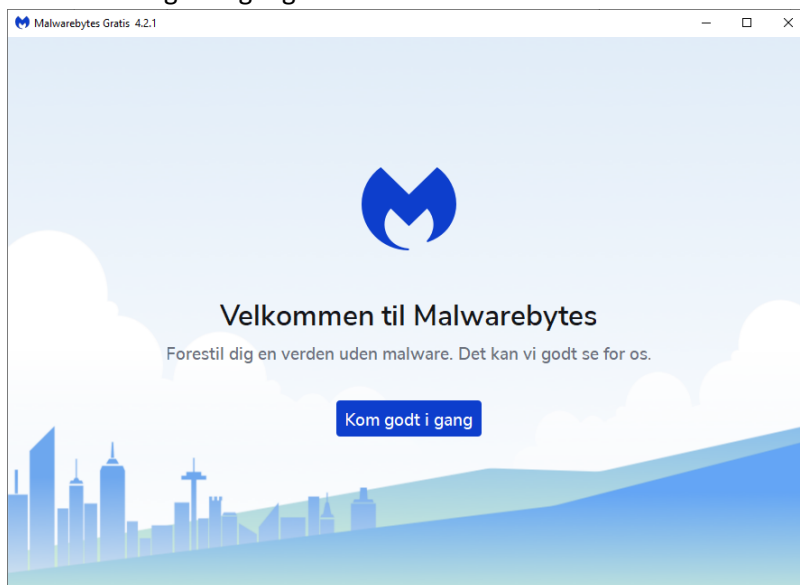 Malwarebytes Gratis 4.2.1
Velkommen til Malwarebytes
Forestil dig en verden uden malware. Det kan vi godt se for os.
Kom godt i gang